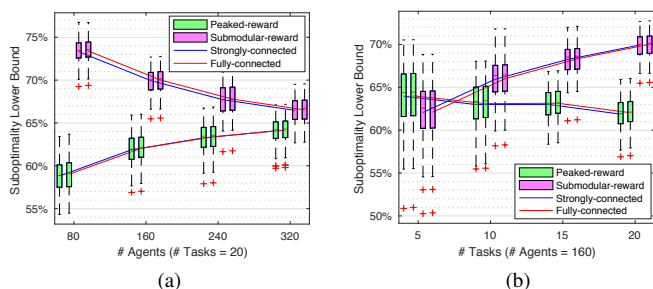 Suboptimality Lower Bound
75%
70%
65%
60%
55%
80
160
240
320
# Agents (# Tasks = 20)
Peaked-reward
Submodular-reward
Strongly-connected
Fully-connected
(a)
Suboptimality Lower Bound
70%
65%
60%
55%
50%
5
10
15
20
# Tasks (# Agents = 160)
Peaked-reward
Submodular-reward
Strongly-connected
Fully-connected
(b)